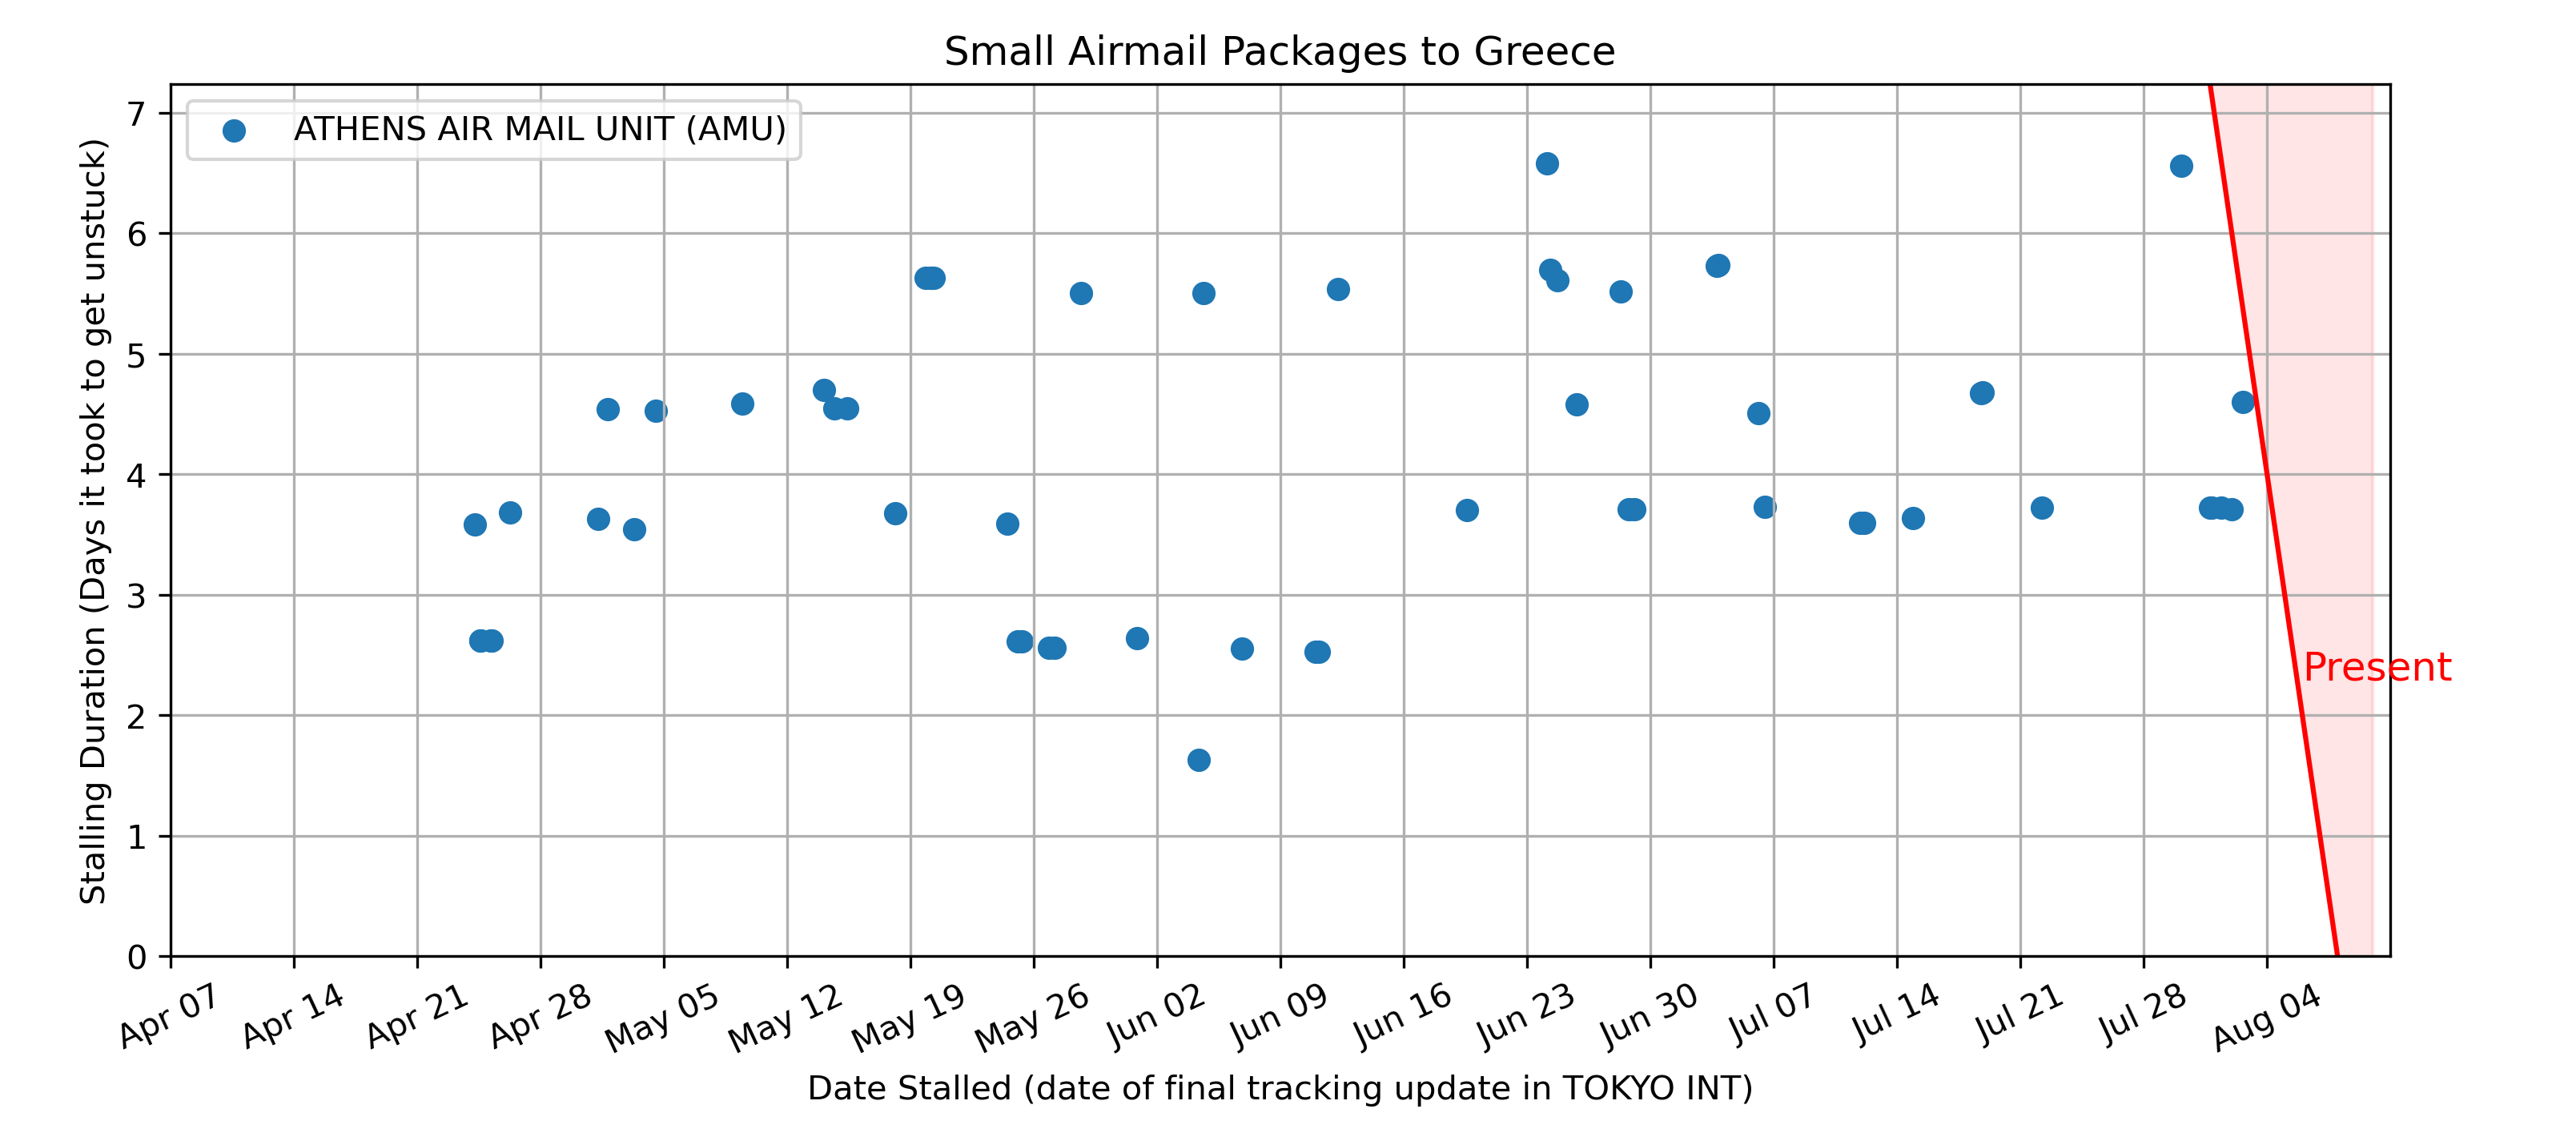 Small Airmail Packages to Greece
ATHENS AIR MAIL UNIT (AMU)
Stalling Duration (Days it took to get unstuck)
7
6
5
4
3
2
1
0
Present
Apr 07
Apr 14
Apr 21
Apr 28
May 05
May 12
May 19
May 26
Jun 02
Jun 09
Jun 16
Jun 23
Jun 30
Jul 07
Jul 14
Jul 21
Jul 28
Aug 04
Date Stalled (date of final tracking update in TOKYO INT)